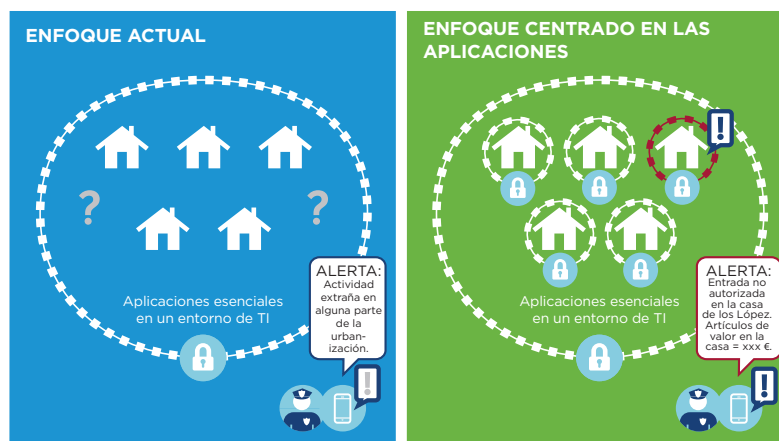 ENFOQUE ACTUAL
?
?
Aplicaciones esenciales
en un entorno de TI
ALERTA:
Actividad
extraña en
alguna parte
de la
urban-
ización.
!
ENFOQUE CENTRADO EN LAS
APLICACIONES
!
Aplicaciones esenciales
en un entorno de TI
ALERTA:
Entrada no
autorizada
en la casa
de los López.
Artículos de
valor en la
casa = xxx €.
!